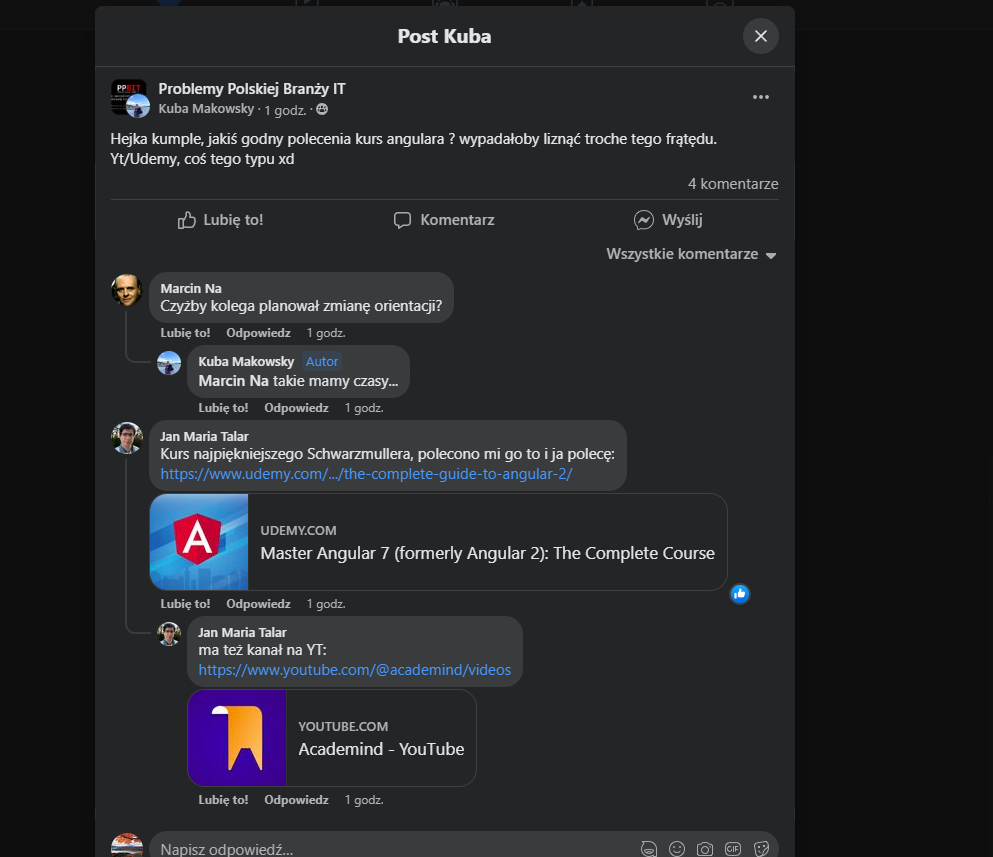 Post Kuba
PPBIT
Problemy Polskiej Branży IT
Kuba Makowsky · 1 godz. ·
Hejka kumple, jakiś godny polecenia kurs angulara ? wypadałoby liznąć troche tego frątędu.
Yt/Udemy, coś tego typu xd
4 komentarze
Lubię to! Komentarz Wyślij
Wszystkie komentarze
Marcin Na
Czyżby kolega planował zmianę orientacji?
Lubię to! Odpowiedz 1 godz.
Kuba Makowsky Autor
Marcin Na takie mamy czasy...
Lubię to! Odpowiedz 1 godz.
Jan Maria Talar
Kurs najpiękniejszego Schwarzmullera, polecono mi go to i ja polecę:
https://www.udemy.com/.../the-complete-guide-to-angular-2/
A
UDEMY.COM
Master Angular 7 (formerly Angular 2): The Complete Course
Lubię to! Odpowiedz 1 godz.
Jan Maria Talar
ma też kanał na YT:
https://www.youtube.com/@academind/videos
YOUTUBE.COM
Academind - YouTube
Lubię to! Odpowiedz 1 godz.
Napisz odpowiedź...
GIF